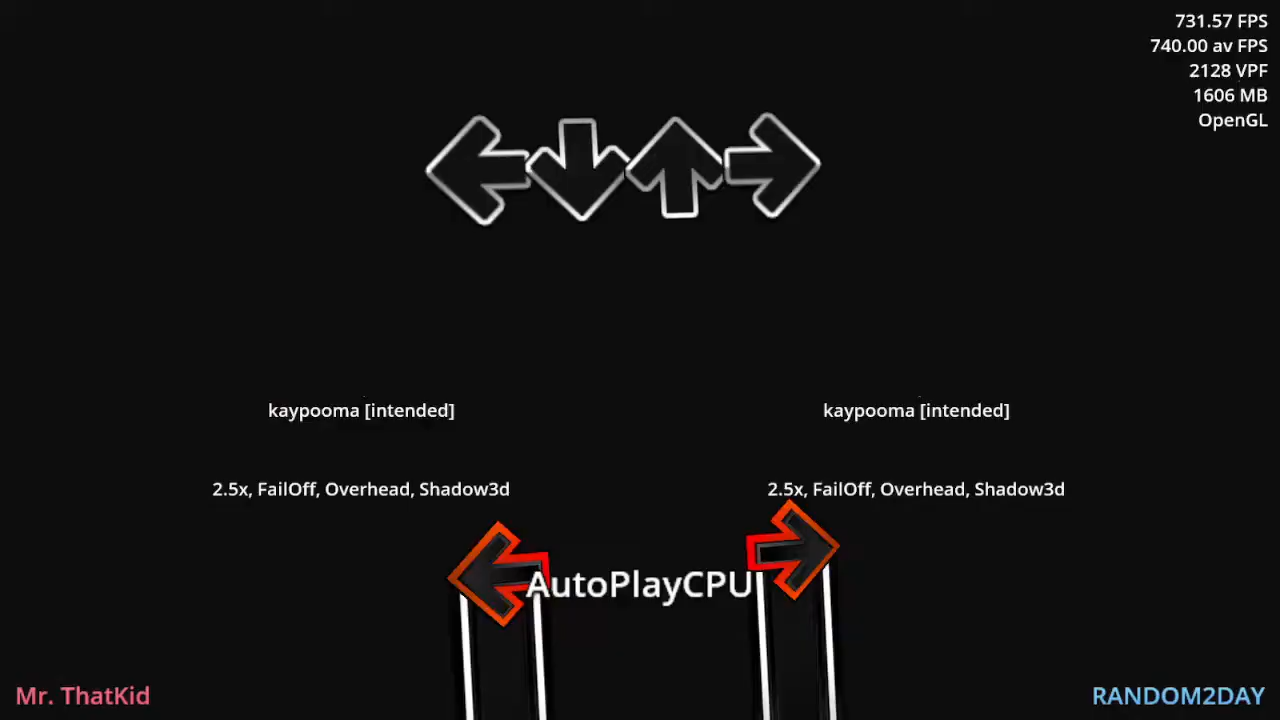 731.57 FPS
740.00 av FPS
2128 VPF
1606 MB
OpenGL
kaypooma [intended]
kaypooma [intended]
2.5x, FailOff, Overhead, Shadow3d
2.5x, FailOff, Overhead, Shadow3d
AutoPlayCPU
Mr. ThatKid
RANDOM2DAY